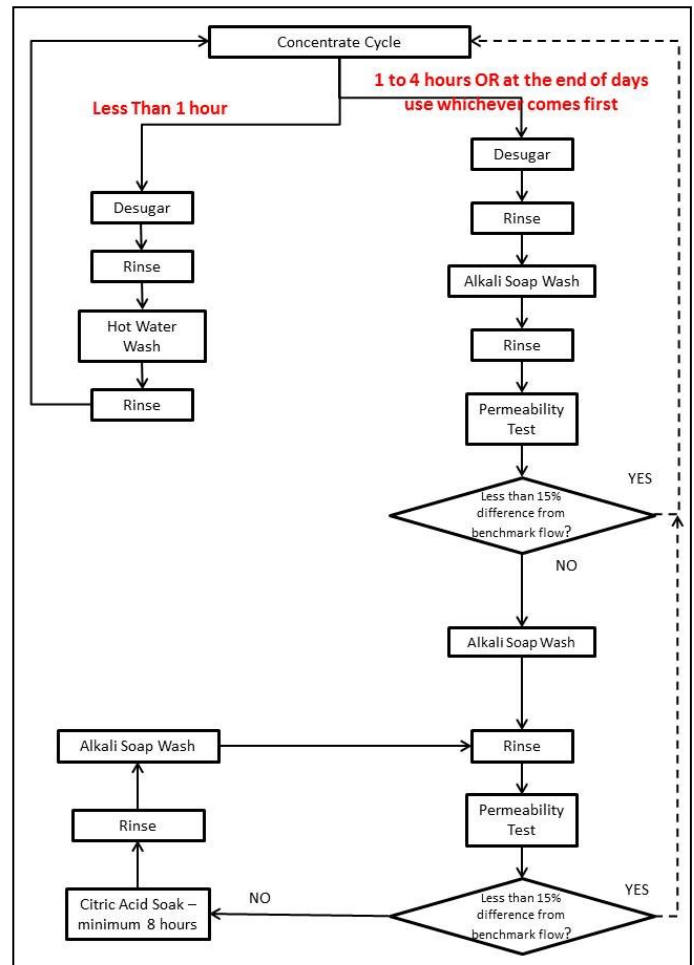 Concentrate Cycle
Less Than 1 hour
1 to 4 hours OR at the end of days
use whichever comes first
Desugar
Rinse
Hot Water
Wash
Rinse
Desugar
Rinse
Alkali Soap Wash
Rinse
Permeability
Test
Less than 15%
difference from
benchmark flow?
YES
NO
Alkali Soap Wash
Rinse
Permeability
Test
Less than 15%
difference from
benchmark flow?
YES
NO
Citric Acid Soak –
minimum 8 hours
Rinse
Alkali Soap Wash